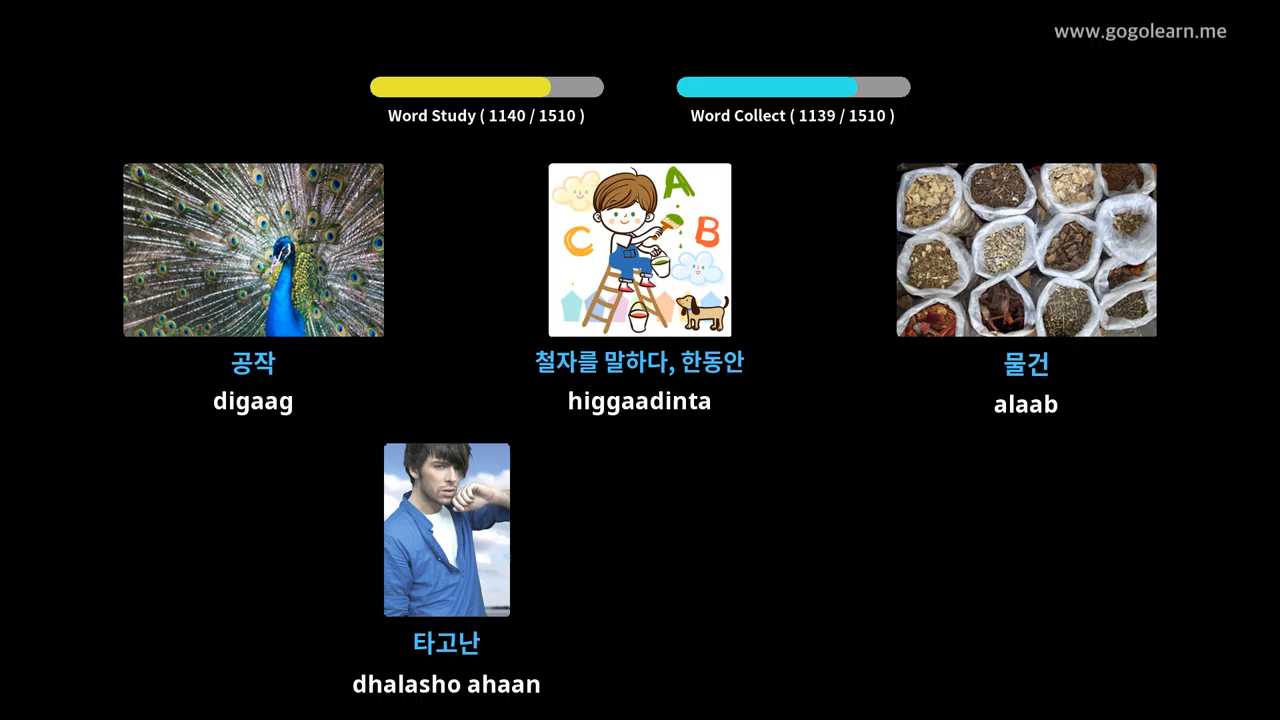 www.gogolearn.me
Word Study ( 1140 / 1510 )
Word Collect ( 1139 / 1510 )
A
B
C
공작
digaag
철자를 말하다, 한동안
higgaadinta
물건
alaab
타고난
dhalasho ahaan